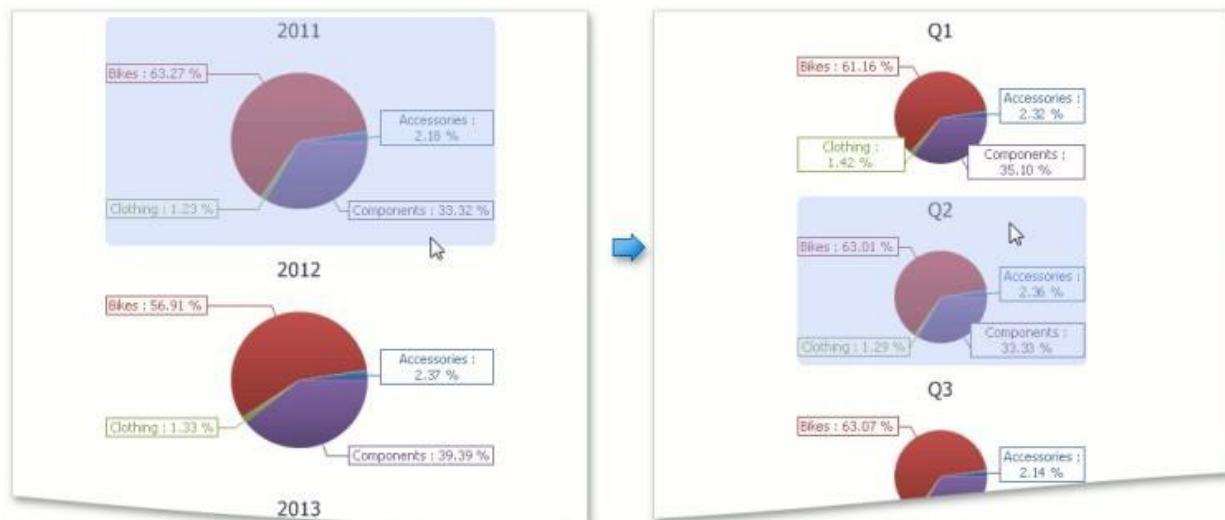 2011
Bikes : 63.27 %
Accessories :
2.18 %
Clothing : 1.23 %
Components : 33.32 %
2012
Bikes : 56.91 %
Accessories :
2.37 %
Clothing : 1.33 %
Components : 39.39 %
2013
Q1
Bikes : 61.16 %
Accessories :
2.32 %
Clothing :
1.42 %
Components :
35.10 %
Q2
Bikes : 63.01 %
Accessories :
2.36 %
Components :
33.33 %
Clothing : 1.29 %
Q3
Bikes : 63.07 %
Accessories :
2.14 %